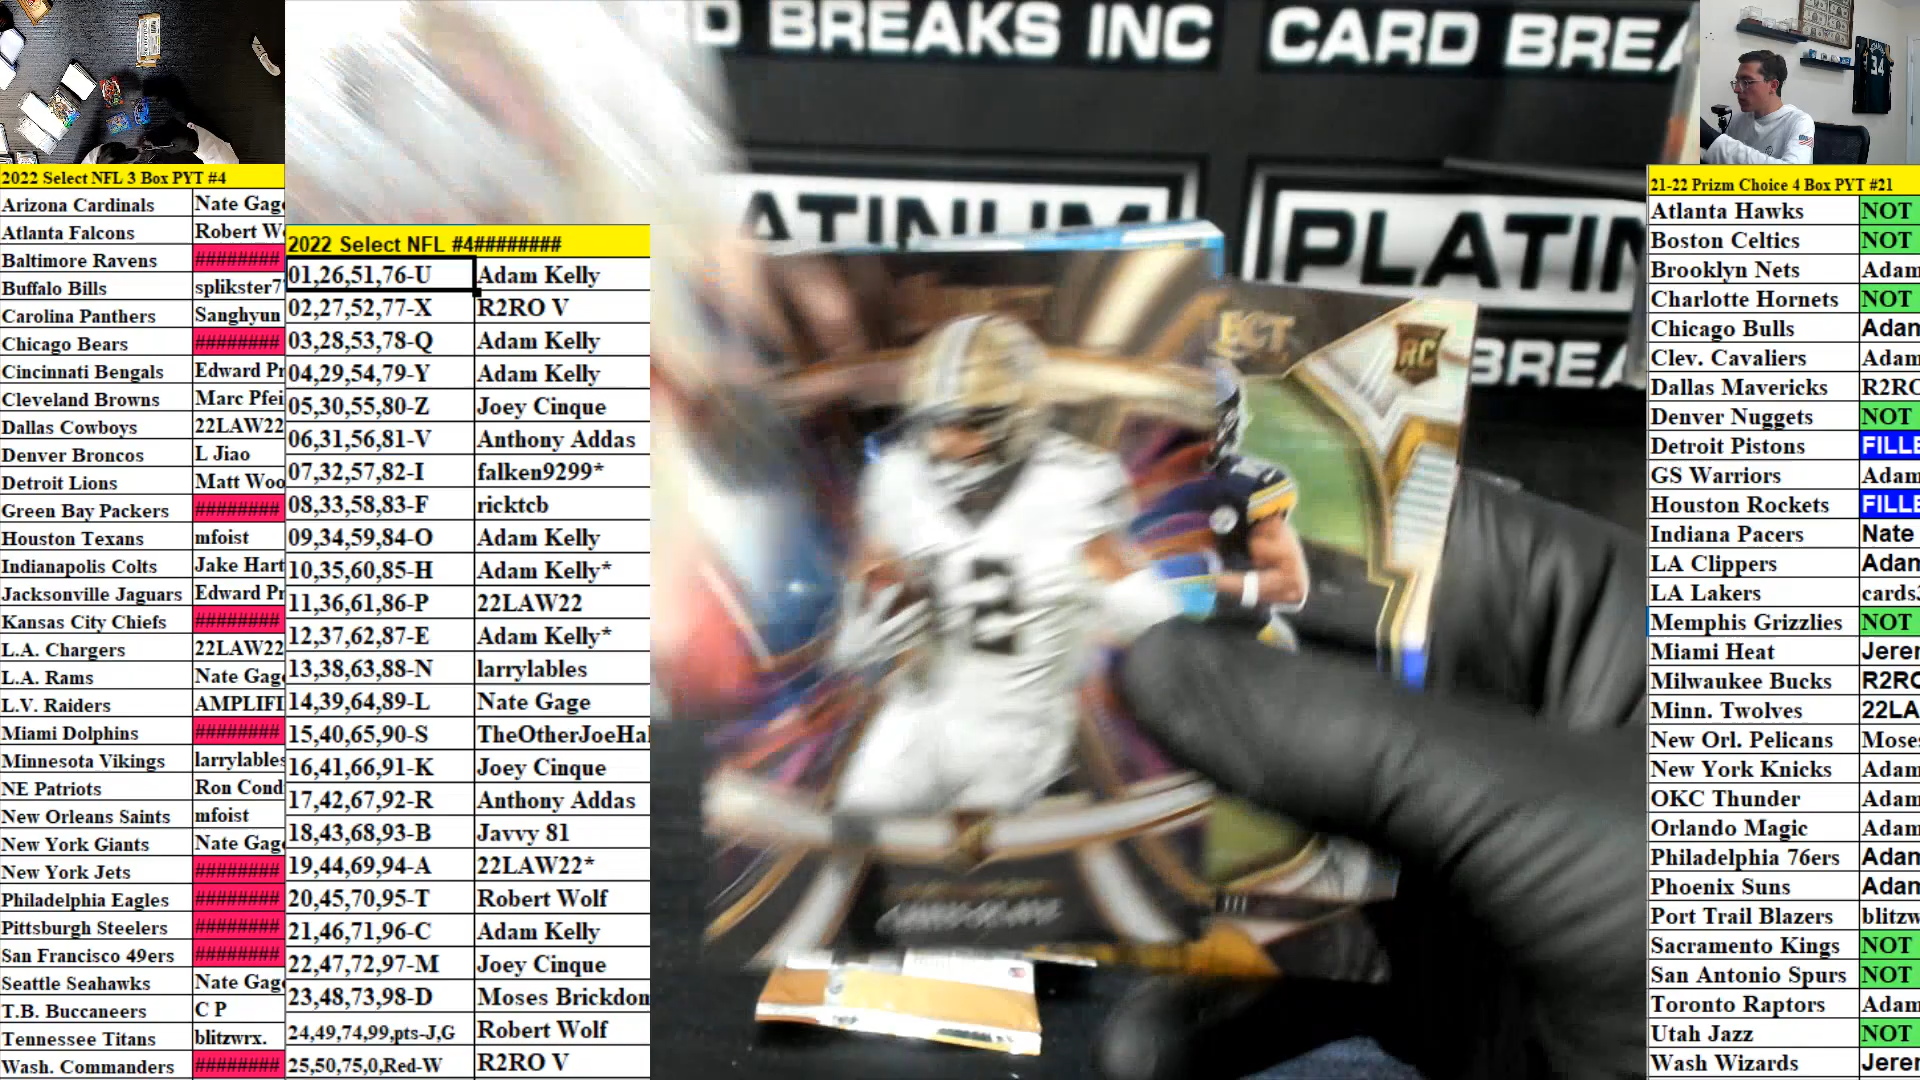 D BREAKS INC
CARD BREA
ATINUM
PLATIN
BREA
ECT
RC
34
2022 Select NFL 3 Box PYT #4
Arizona Cardinals Nate Gag
Atlanta Falcons Robert W
Baltimore Ravens ########
Buffalo Bills splikster7
Carolina Panthers Sanghyun
Chicago Bears ########
Cincinnati Bengals Edward Pr
Cleveland Browns Marc Pfei
Dallas Cowboys 22LAW22
Denver Broncos L Jiao
Detroit Lions Matt Woo
Green Bay Packers ########
Houston Texans mfoist
Indianapolis Colts Jake Hart
Jacksonville Jaguars Edward Pr
Kansas City Chiefs ########
L.A. Chargers 22LAW22
L.A. Rams Nate Gag
L.V. Raiders AMPLIFI
Miami Dolphins ########
Minnesota Vikings larrylables
NE Patriots Ron Cond
New Orleans Saints mfoist
New York Giants Nate Gag
New York Jets ########
Philadelphia Eagles ########
Pittsburgh Steelers ########
San Francisco 49ers ########
Seattle Seahawks Nate Gag
T.B. Buccaneers C P
Tennessee Titans blitzwrx.
Wash. Commanders ########
2022 Select NFL #4########
01,26,51,76-U Adam Kelly
02,27,52,77-X R2RO V
03,28,53,78-Q Adam Kelly
04,29,54,79-Y Adam Kelly
05,30,55,80-Z Joey Cinque
06,31,56,81-V Anthony Addas
07,32,57,82-I falken9299*
08,33,58,83-F ricktcb
09,34,59,84-O Adam Kelly
10,35,60,85-H Adam Kelly*
11,36,61,86-P 22LAW22
12,37,62,87-E Adam Kelly*
13,38,63,88-N larrylables
14,39,64,89-L Nate Gage
15,40,65,90-S TheOtherJoeHa
16,41,66,91-K Joey Cinque
17,42,67,92-R Anthony Addas
18,43,68,93-B Javvy 81
19,44,69,94-A 22LAW22*
20,45,70,95-T Robert Wolf
21,46,71,96-C Adam Kelly
22,47,72,97-M Joey Cinque
23,48,73,98-D Moses Brickdon
24,49,74,99,pts-J,G Robert Wolf
25,50,75,0,Red-W R2RO V
21-22 Prizm Choice 4 Box PYT #21
Atlanta Hawks NOT
Boston Celtics NOT
Brooklyn Nets Adam
Charlotte Hornets NOT
Chicago Bulls Adam
Clev. Cavaliers Adam
Dallas Mavericks R2RO
Denver Nuggets NOT
Detroit Pistons FILLE
GS Warriors Adam
Houston Rockets FILLE
Indiana Pacers Nate
LA Clippers Adam
LA Lakers cards
Memphis Grizzlies NOT
Miami Heat Jerer
Milwaukee Bucks R2RO
Minn. Twolves 22LA
New Orl. Pelicans Moses
New York Knicks Adam
OKC Thunder Adam
Orlando Magic Adam
Philadelphia 76ers Adam
Phoenix Suns Adam
Port Trail Blazers blitzw
Sacramento Kings NOT
San Antonio Spurs NOT
Toronto Raptors Adam
Utah Jazz NOT
Wash Wizards Jerer